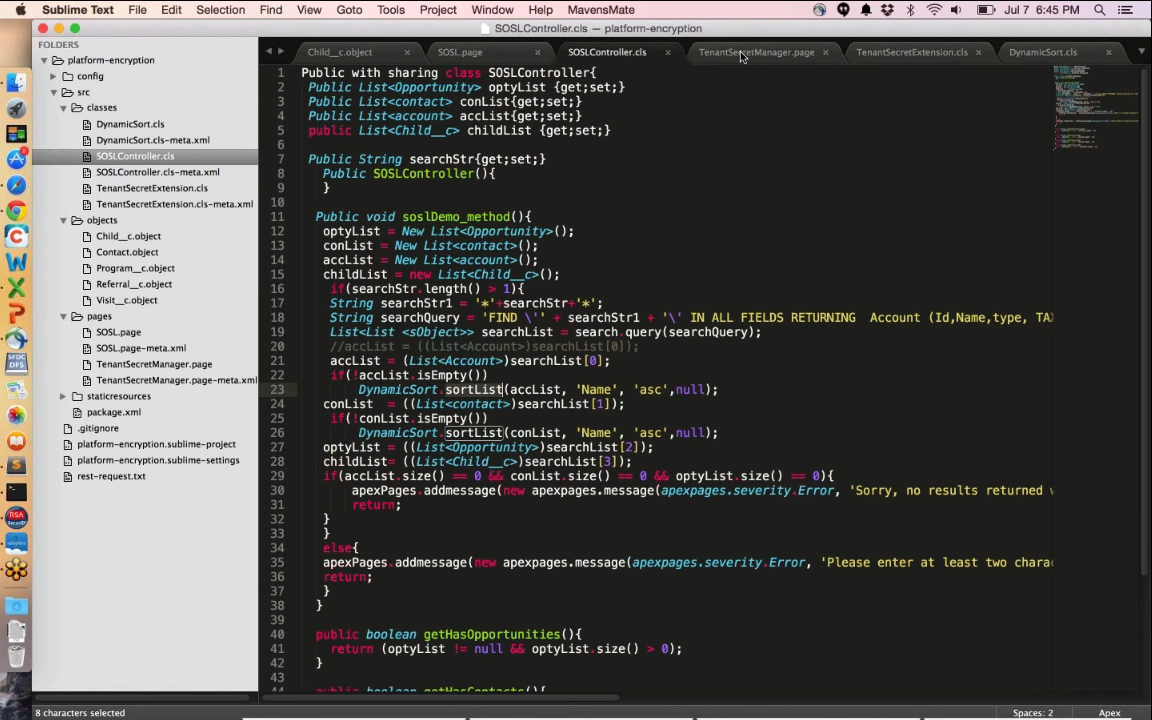 Sublime Text File Edit Selection Find View Goto Tools Project Window Help MavensMate Jul 7 6:45 PM
SOSLController.cls — platform-encryption
FOLDERS
platform-encryption
config
src
classes
DynamicSort.cls
DynamicSort.cls-meta.xml
SOSLController.cls
SOSLController.cls-meta.xml
TenantSecretExtension.cls
TenantSecretExtension.cls-meta.xml
objects
Child__c.object
Contact.object
Program__c.object
Referral__c.object
Visit__c.object
pages
SOSL.page
SOSL.page-meta.xml
TenantSecretManager.page
TenantSecretManager.page-meta.xml
staticresources
package.xml
.gitignore
platform-encryption.sublime-project
platform-encryption.sublime-settings
rest-request.txt
Child__c.object × SOSL.page × SOSLController.cls × TenantSecretManager.page × TenantSecretExtension.cls × DynamicSort.cls ×
1 Public with sharing class SOSLController{
2 Public List<Opportunity> optyList {get;set;}
3 Public List<contact> conList{get;set;}
4 Public List<account> accList{get;set;}
5 public List<Child__c> childList {get;set;}
6
7 Public String searchStr{get;set;}
8 Public SOSLController(){
9 }
10
11 Public void soslDemo_method(){
12 optyList = New List<Opportunity>();
13 conList = New List<contact>();
14 accList = New List<account>();
15 childList = new List<Child__c>();
16 if(searchStr.length() > 1){
17 String searchStr1 = '*'+searchStr+'*';
18 String searchQuery = 'FIND \'' + searchStr1 + '\' IN ALL FIELDS RETURNING  Account (Id,Name,type, TAX
19 List<List <sObject>> searchList = search.query(searchQuery);
20 //accList = ((List<Account>)searchList[0]);
21 accList = (List<Account>)searchList[0];
22 if(!accList.isEmpty())
23 DynamicSort.sortList(accList, 'Name', 'asc',null);
24 conList  = ((List<contact>)searchList[1]);
25 if(!conList.isEmpty())
26 DynamicSort.sortList(conList, 'Name', 'asc',null);
27 optyList = ((List<Opportunity>)searchList[2]);
28 childList= ((List<Child__c>)searchList[3]);
29 if(accList.size() == 0 && conList.size() == 0 && optyList.size() == 0){
30 apexPages.addmessage(new apexpages.message(apexpages.severity.Error, 'Sorry, no results returned
31 return;
32 }
33 }
34 else{
35 apexPages.addmessage(new apexpages.message(apexpages.severity.Error, 'Please enter at least two charac
36 return;
37 }
38 }
39
40 public boolean getHasOpportunities(){
41 return (optyList != null && optyList.size() > 0);
42 }
43
44 public boolean getHasContacts(){
8 characters selected Spaces: 2 Apex